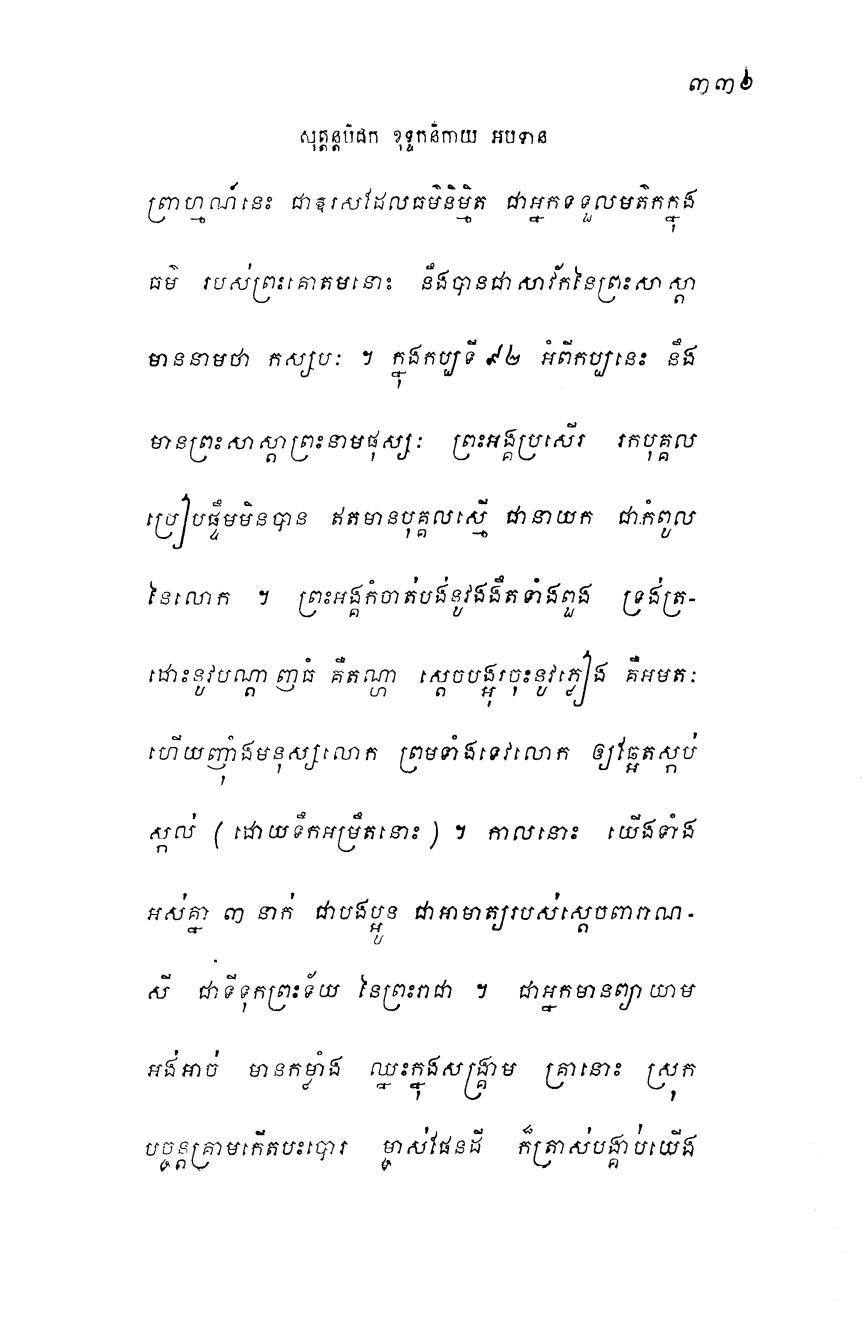 ៣៣៦
សុត្តន្តបិដក ខុទ្ទកនិកាយ អបទាន
ព្រាហ្មណ៍នេះ ជាឱរសដែលធម៌និម្មិត ជាអ្នកទទួលមត៌កក្នុង
ធម៌ របស់ព្រះគោតមនោះ នឹងបានជាសាវ័កនៃព្រះសាស្តា
មាននាមថា កស្សបៈ ។ ក្នុងកប្បទី ៩២ អំពីកប្បនេះ នឹង
មានព្រះសាស្តាព្រះនាមផុស្សៈ ព្រះអង្គប្រសើរ រកបុគ្គល
ប្រៀបផ្ទឹមមិនបាន ឥតមានបុគ្គលស្មើ ជានាយក ជាកំពូល
នៃលោក ។ ព្រះអង្គកំចាត់បង់នូវងងឹតទាំងពួង ទ្រង់ត្រ-
ដោះនូវបណ្តាញធំ គឺតណ្ហា ស្តេចបង្អុរចុះនូវភ្លៀង គឺអមតៈ
ហើយញ៉ាំងមនុស្សលោក ព្រមទាំងទេវលោក ឲ្យឆ្អែតស្កប់
ស្កល់ ( ដោយទឹកអម្រឹតនោះ ) ។ កាលនោះ យើងទាំង
អស់គ្នា ៣ នាក់ ជាបងប្អូន ជាអាមាត្យរបស់ស្តេចពារាណ-
សី ជាទីទុកព្រះទ័យ នៃព្រះរាជា ។ ជាអ្នកមានព្យាយាម
អង់អាច់ មានកម្លាំង ឈ្នះក្នុងសង្គ្រាម គ្រានោះ ស្រុក
បច្ចន្តគ្រាមកើតបះបោរ ម្ចាស់ផែនដី ក៏ត្រាស់បង្គាប់យើង